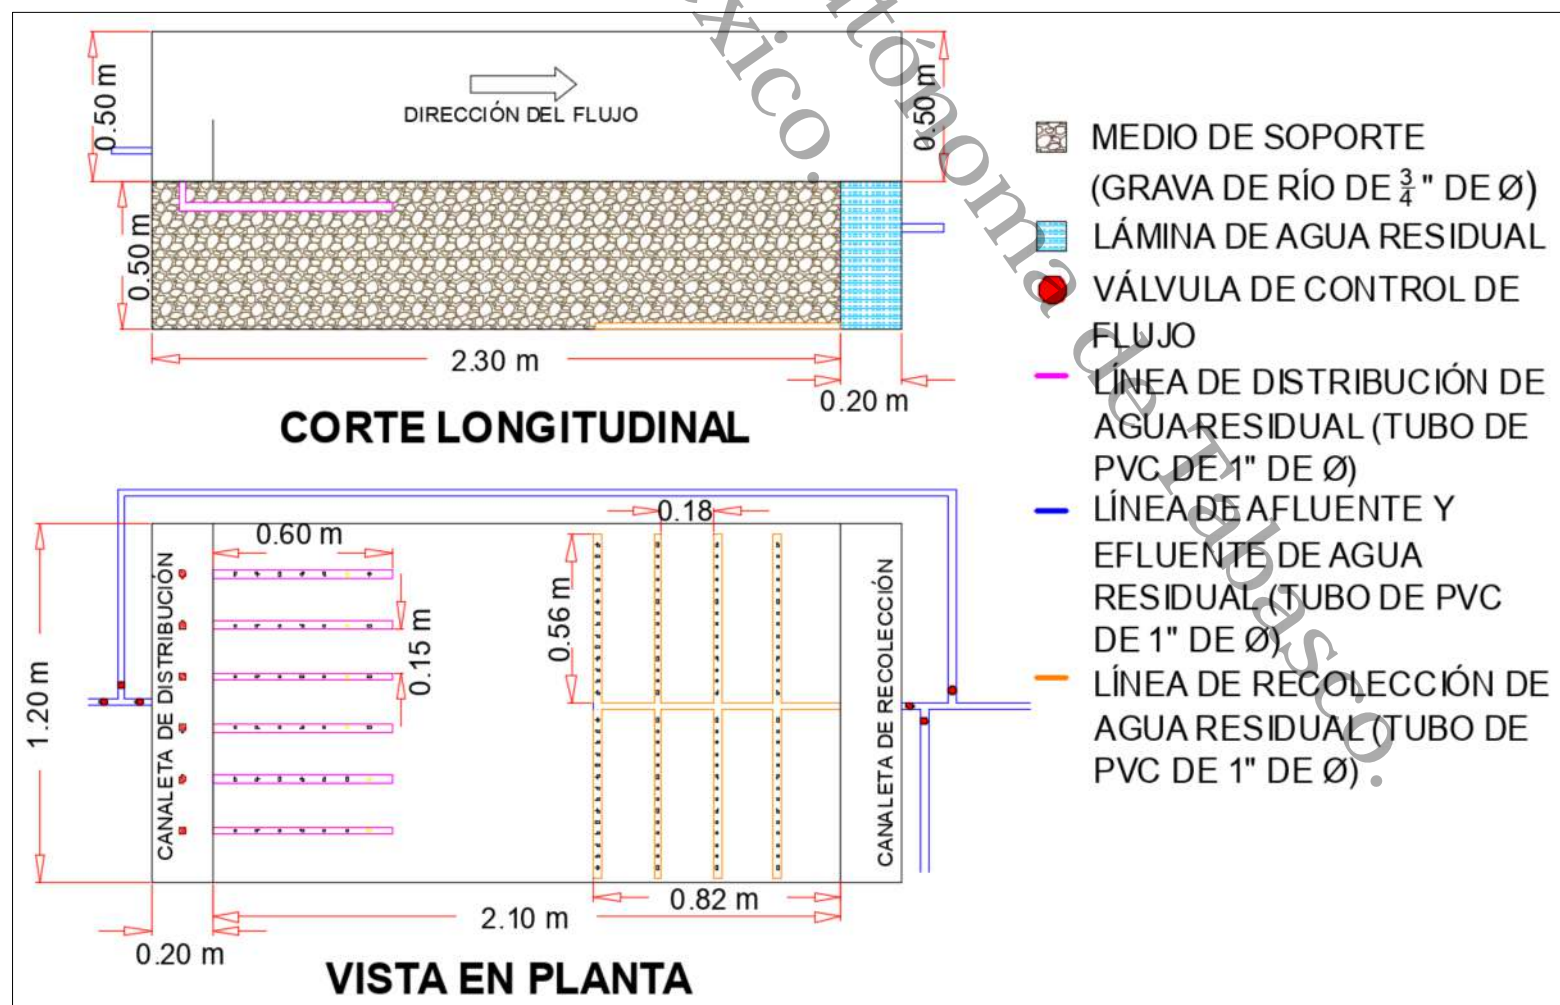 0.50 m
DIRECCIÓN DEL FLUJO
0.50 m
0.50 m
2.30 m
0.20 m
CORTE LONGITUDINAL
0.60 m
0.18
CANALETA DE DISTRIBUCIÓN
0.15 m
0.56 m
CANALETA DE RECOLECCIÓN
1.20 m
0.82 m
2.10 m
0.20 m
VISTA EN PLANTA
MEDIO DE SOPORTE
(GRAVA DE RÍO DE 3/4" DE Ø)
LÁMINA DE AGUA RESIDUAL
VÁLVULA DE CONTROL DE
FLUJO
LÍNEA DE DISTRIBUCIÓN DE
AGUA RESIDUAL (TUBO DE
PVC DE 1" DE Ø)
LÍNEA DE AFLUENTE Y
EFLUENTE DE AGUA
RESIDUAL (TUBO DE PVC
DE 1" DE Ø)
LÍNEA DE RECOLECCIÓN DE
AGUA RESIDUAL (TUBO DE
PVC DE 1" DE Ø)
de Tabasco.